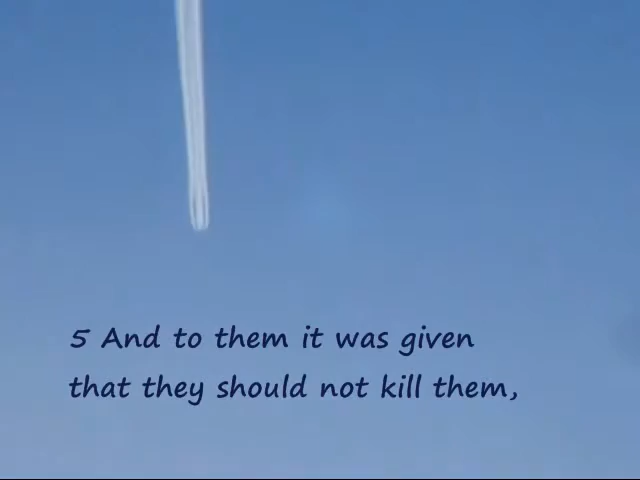 5 And to them it was given
that they should not kill them,